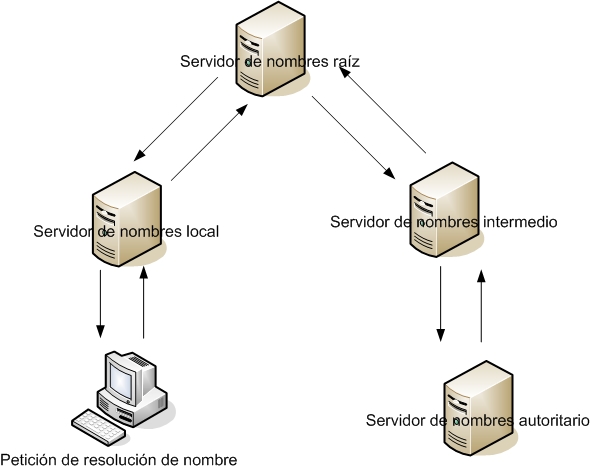 Servidor de nombres raíz
Servidor de nombres local
Servidor de nombres intermedio
Servidor de nombres autoritario
Petición de resolución de nombre